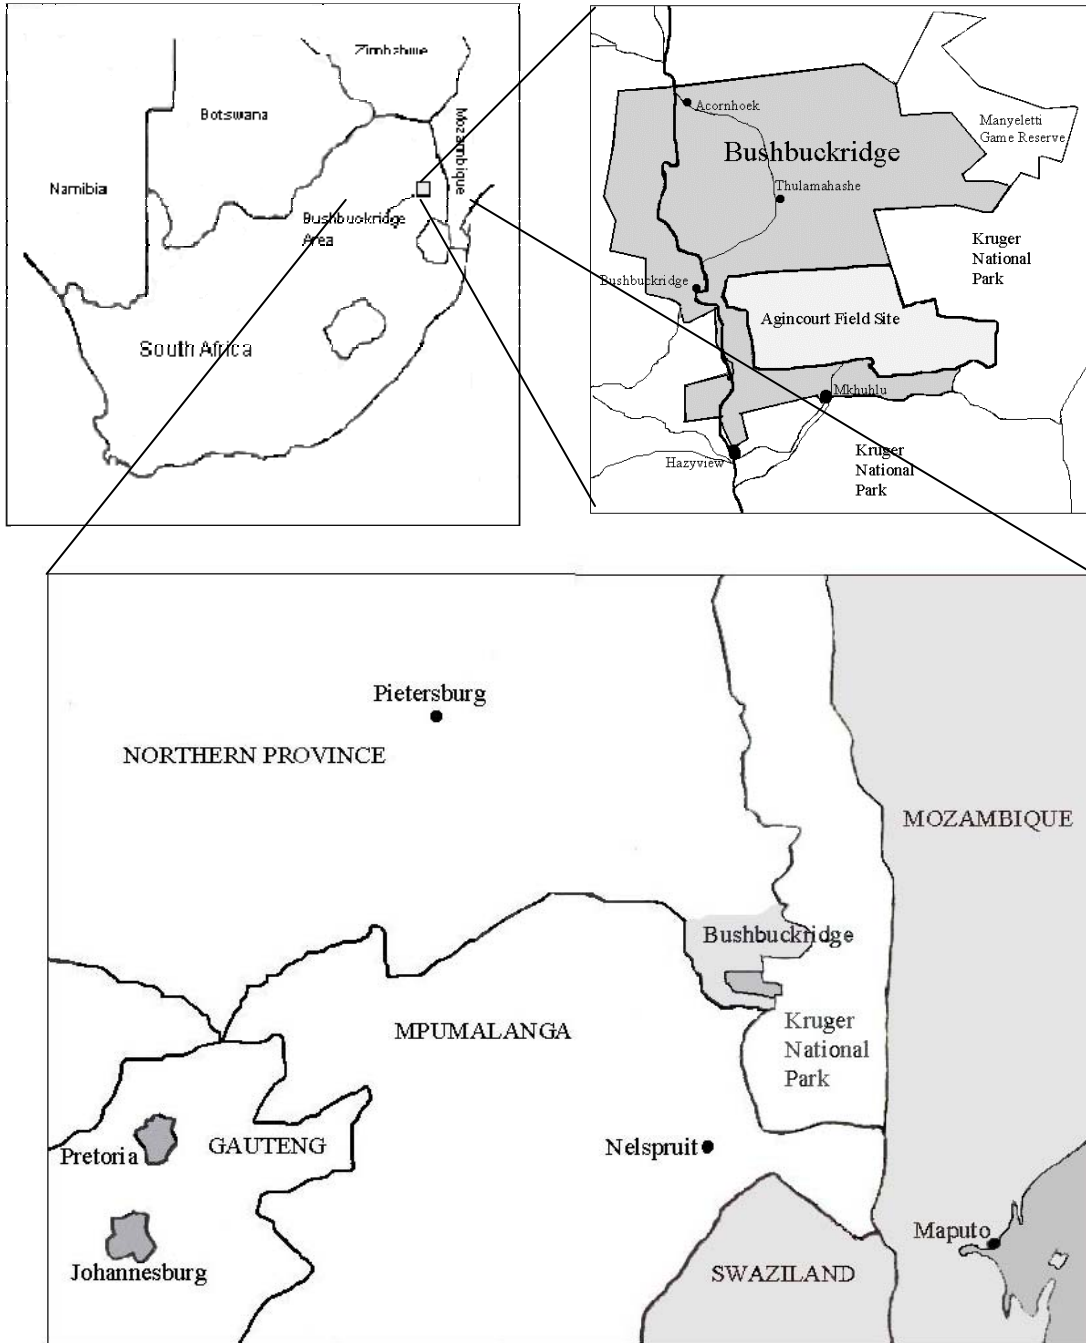 Zimbabwe
Botswana
Mozambique
Namibia
Bushbuckridge
Area
South Africa
Acornhoek
Manyeletti
Game Reserve
Bushbuckridge
Thulamahashe
Kruger
National
Park
Bushbuckridge
Agincourt Field Site
Mkhuhlu
Hazyview
Kruger
National
Park
Pietersburg
NORTHERN PROVINCE
MOZAMBIQUE
Bushbuckridge
MPUMALANGA
Kruger
National
Park
GAUTENG
Pretoria
Nelspruit
Maputo
Johannesburg
SWAZILAND